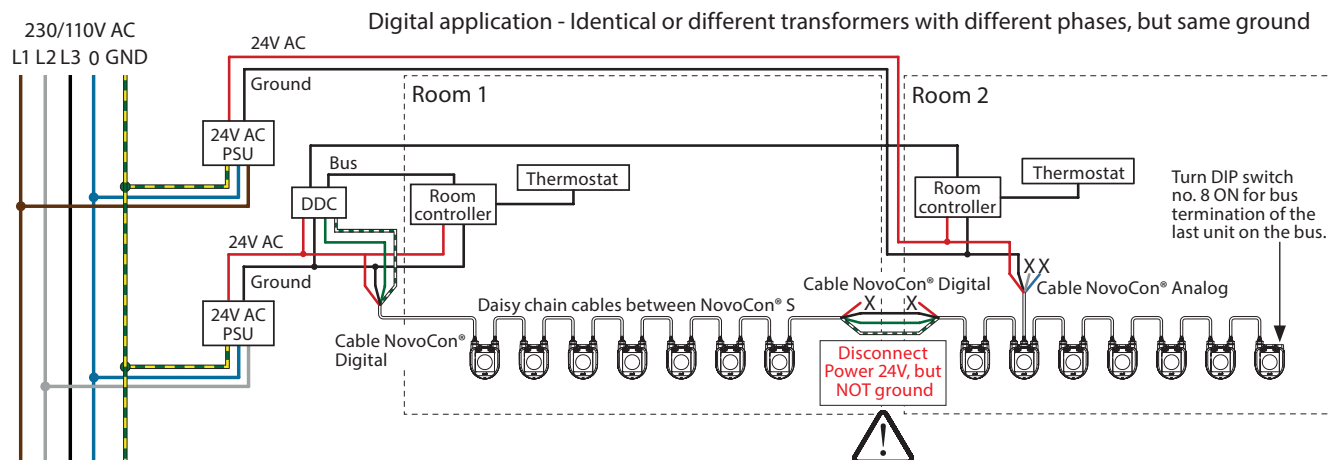 Digital application - Identical or different transformers with different phases, but same ground
230/110V AC
L1 L2 L3 0 GND
24V AC
Ground
Room 1
Room 2
24V AC
PSU
Bus
DDC
Room
controller
Thermostat
Room
controller
Thermostat
Turn DIP switch
no. 8 ON for bus
termination of the
last unit on the bus.
24V AC
Ground
24V AC
PSU
Cable NovoCon®
Digital
Daisy chain cables between NovoCon® S
Cable NovoCon® Digital
X X
X X
Cable NovoCon® Analog
Disconnect
Power 24V, but
NOT ground
!